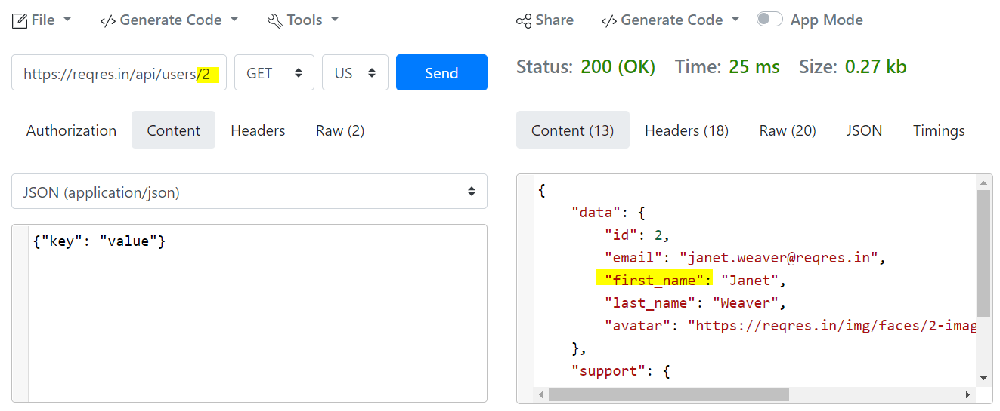 File Generate Code Tools
https://reqres.in/api/users/2 GET US Send
Authorization Content Headers Raw (2)
JSON (application/json)
{"key": "value"}
Share Generate Code App Mode
Status: 200 (OK) Time: 25 ms Size: 0.27 kb
Content (13) Headers (18) Raw (20) JSON Timings
{
"data": {
"id": 2,
"email": "janet.weaver@reqres.in",
"first_name": "Janet",
"last_name": "Weaver",
"avatar": "https://reqres.in/img/faces/2-imag
},
"support": {